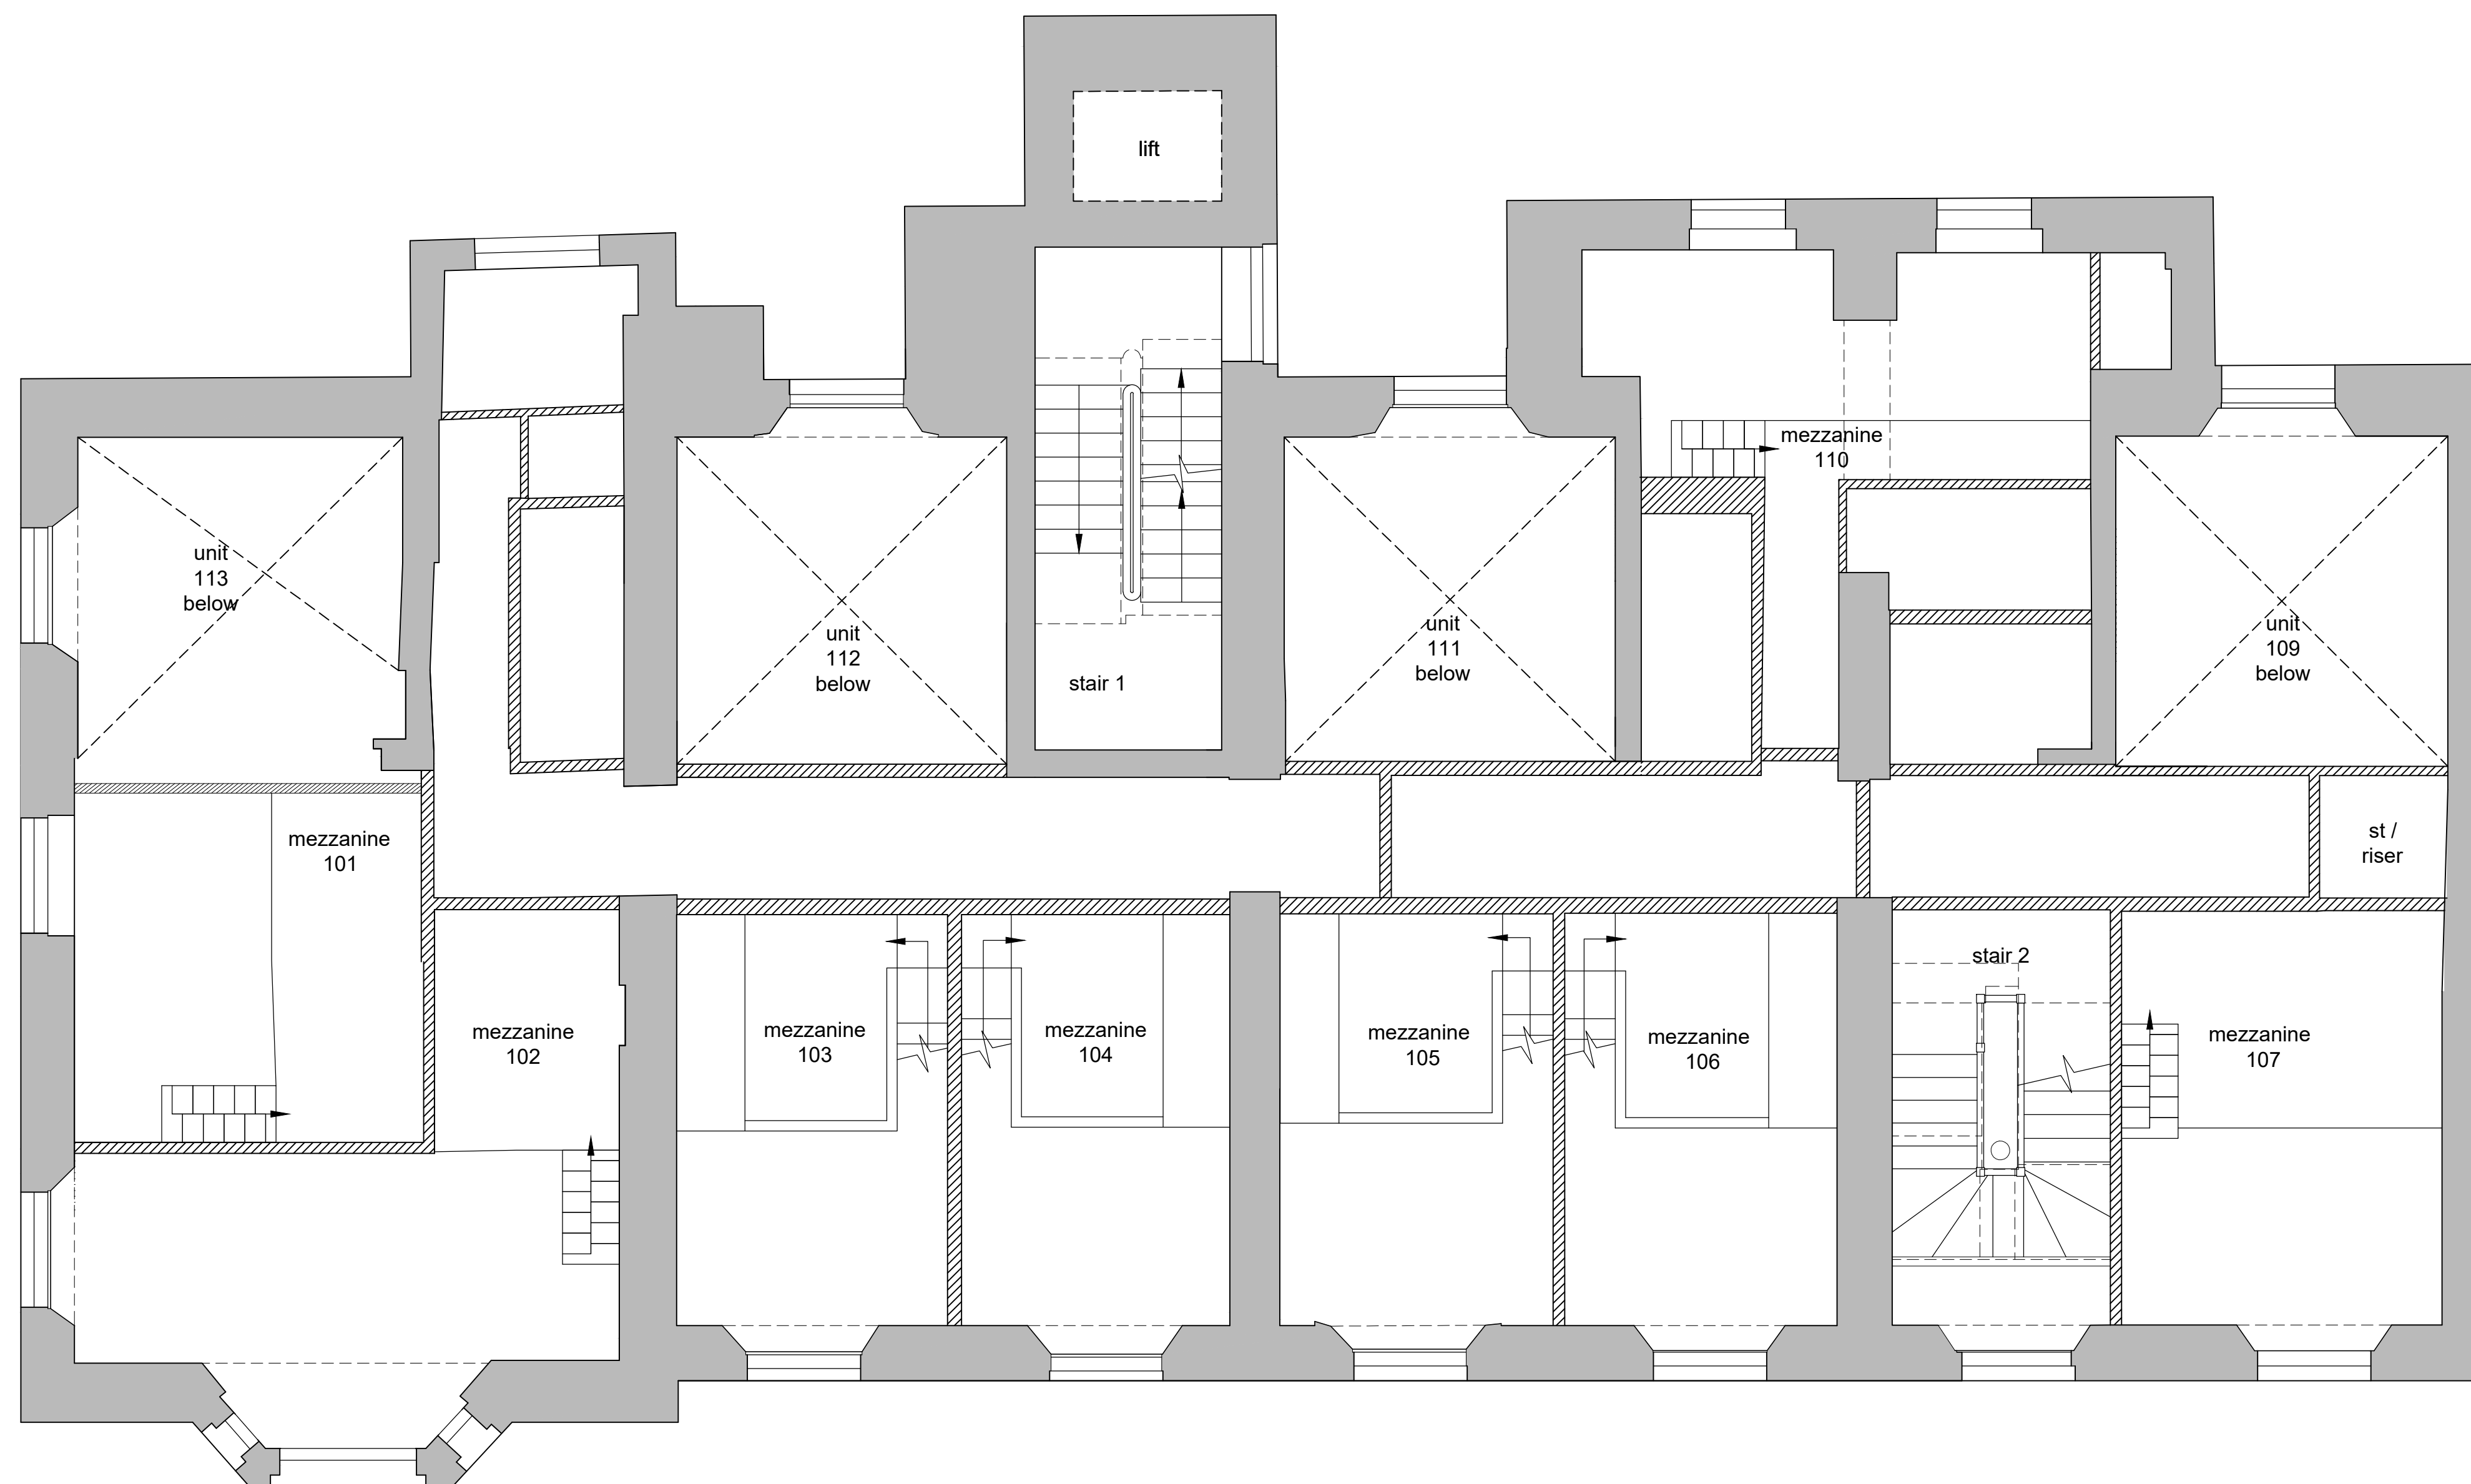 lift
mezzanine
110
unit
113
below
unit
112
below
stair 1
unit
111
below
unit
109
below
mezzanine
101
st /
riser
stair 2
mezzanine
102
mezzanine
103
mezzanine
104
mezzanine
105
mezzanine
106
mezzanine
107